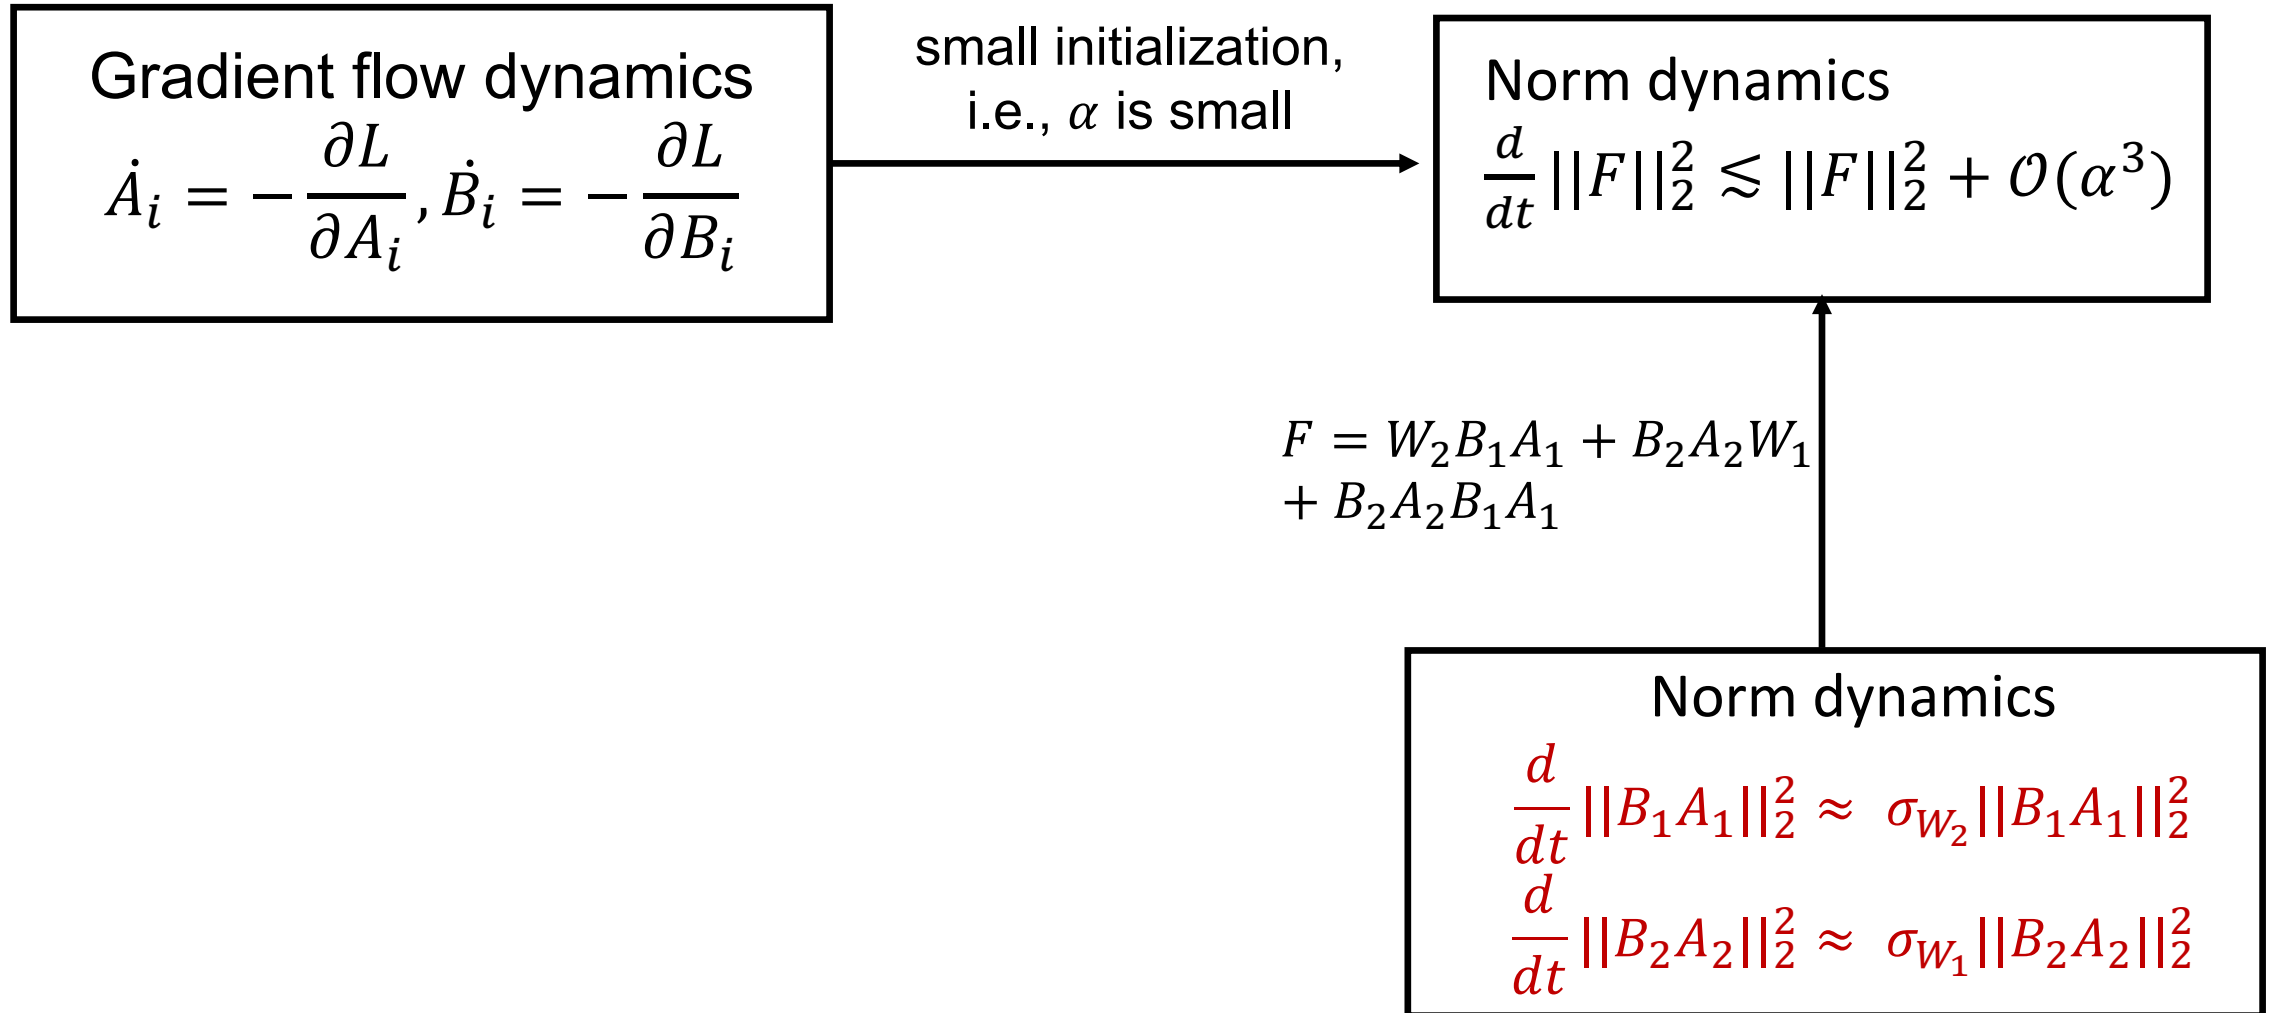 Gradient flow dynamics
Ȧ_i = − ∂L/∂A_i , Ḃ_i = − ∂L/∂B_i
small initialization,
i.e., α is small
Norm dynamics
d/dt ||F||_2^2 ⪅ ||F||_2^2 + 𝒪(α^3)
F = W_2B_1A_1 + B_2A_2W_1
+ B_2A_2B_1A_1
Norm dynamics
d/dt ||B_1A_1||_2^2 ≈ σ_{W_2}||B_1A_1||_2^2
d/dt ||B_2A_2||_2^2 ≈ σ_{W_1}||B_2A_2||_2^2